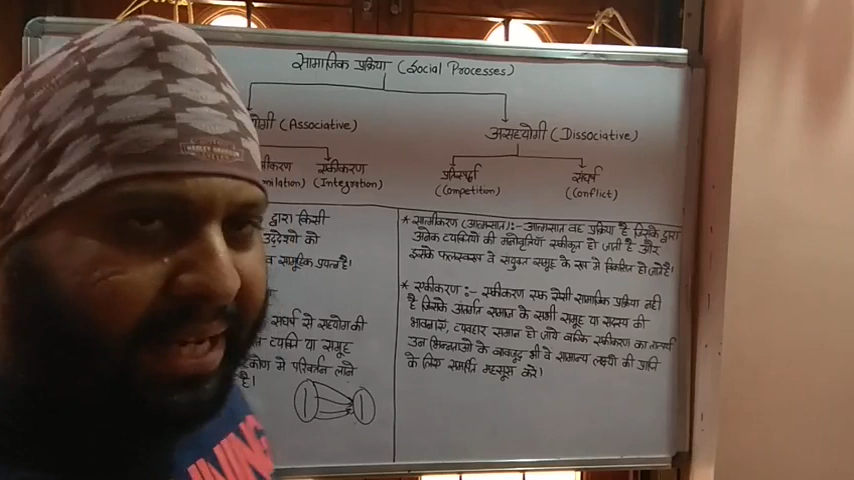 सामाजिक प्रक्रिया (Social Processes)
योगी (Associative)
असहयोगी (Dissociative)
एकीकरण
(Integration)
प्रतिस्पर्धा
(Competition)
संघर्ष
(Conflict)
द्वारा किसी
उद्देश्यो को
व सामूहिक प्रयत्न है।
संघर्ष से सहयोग की
व्यक्ति या समूह
कोण मे परिवर्तन लाने
है।
* सात्मीकरण (आत्मसात) :- आत्मसात वह प्रक्रिया है जिसके द्वारा
अनेक व्यक्तियो की मनोवृतियाँ एकीकृत हो जाती है और
इसके फलस्वरूप वे संयुक्त समूह के रूप मे विकसित हो जाते है।
* एकीकरण :- एकीकरण एक ऐसी सामाजिक प्रक्रिया नही
है जिसके अंतर्गत समाज के सभी समूह या सदस्य की
भावनाएँ, व्यवहार समान हो जाये बल्कि एकीकरण का तात्पर्य
उन भिन्नताओ के बावजूद भी वे सामान्य लक्ष्यो की प्राप्ति
के लिए समर्पित महसूस करे।